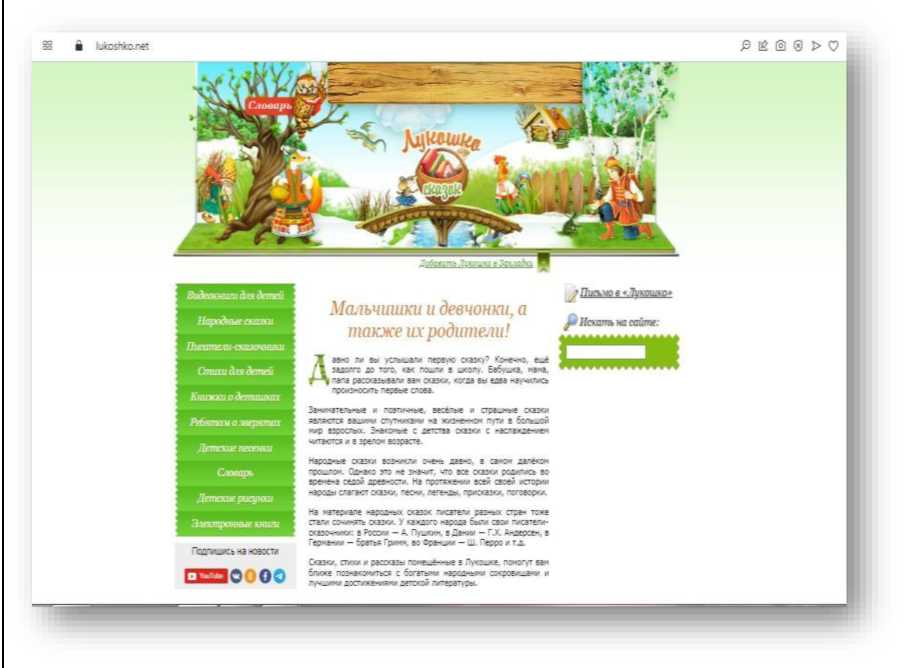 lukoshko.net
Словарь
Лукошко
сказок
Добавить Лукошко в Закладки
Видеокниги для детей
Народные сказки
Писатели-сказочники
Стихи для детей
Книжки о детишках
Ребятам о зверятах
Детские песенки
Словарь
Детские рисунки
Электронные книги
Подпишись на новости
YouTube
Мальчишки и девчонки, а
также их родители!
Давно ли вы услышали первую сказку? Конечно, ещё
задолго до того, как пошли в школу. Бабушка, мама,
папа рассказывали вам сказки, когда вы едва научились
произносить первые слова.
Занимательные и поэтичные, весёлые и страшные сказки
являются вашими спутниками на жизненном пути в большой
мир взрослых. Знакомые с детства сказки с наслаждением
читаются и в зрелом возрасте.
Народные сказки возникли очень давно, в самом далёком
прошлом. Однако это не значит, что все сказки родились во
времена седой древности. На протяжении всей своей истории
народы слагают сказки, песни, легенды, присказки, поговорки.
На материале народных сказок писатели разных стран тоже
стали сочинять сказки. У каждого народа были свои писатели-
сказочники: в России — А. Пушкин, в Дании — Г.Х. Андерсен, в
Германии — братья Гримм, во Франции — Ш. Перро и т.д.
Сказки, стихи и рассказы помещённые в Лукошке, помогут вам
ближе познакомиться с богатыми народными сокровищами и
лучшими достижениями детской литературы.
Письмо в «Лукошко»
Искать на сайте: